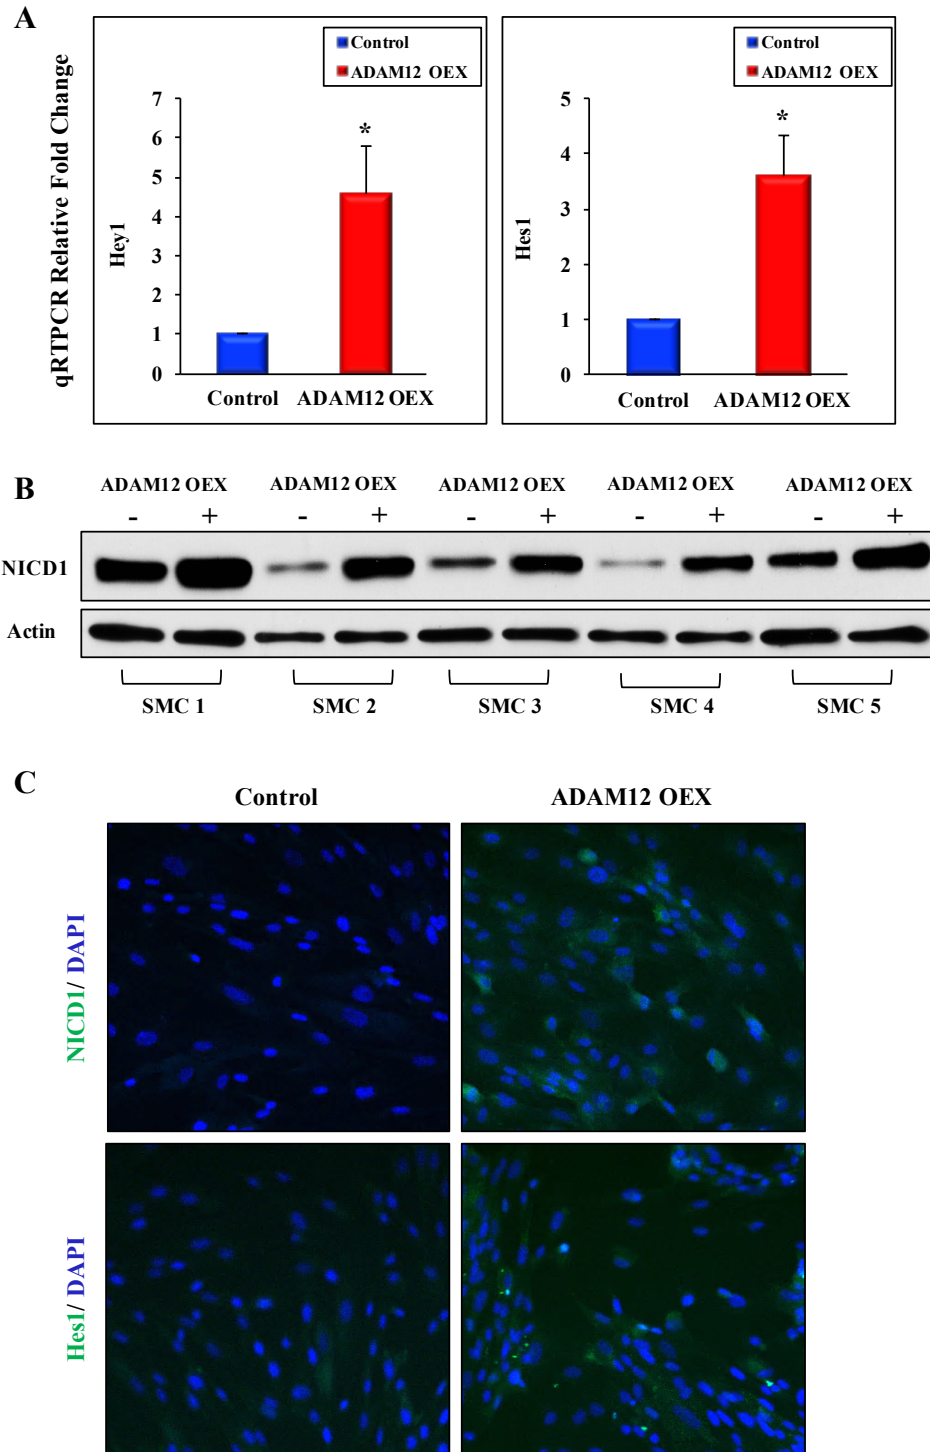 A
qRTPCR Relative Fold Change
Control
ADAM12 OEX
7
6
5
4
3
2
1
0
Hey1
*
Control ADAM12 OEX
Control
ADAM12 OEX
5
4
3
2
1
0
Hes1
*
Control ADAM12 OEX
B
ADAM12 OEX ADAM12 OEX ADAM12 OEX ADAM12 OEX ADAM12 OEX
- + - + - + - + - +
NICD1
Actin
SMC 1 SMC 2 SMC 3 SMC 4 SMC 5
C
Control ADAM12 OEX
NICD1/ DAPI
Hes1/ DAPI